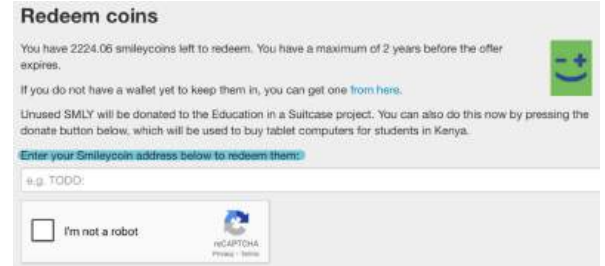 Redeem coins
You have 2224.06 smileycoins left to redeem. You have a maximum of 2 years before the offer
expires.
If you do not have a wallet yet to keep them in, you can get one from here.
Unused SMLY will be donated to the Education in a Suitcase project. You can also do this now by pressing the
donate button below, which will be used to buy tablet computers for students in Kenya.
Enter your Smileycoin address below to redeem them:
e.g. TODO:
I'm not a robot
reCAPTCHA
Privacy - Terms